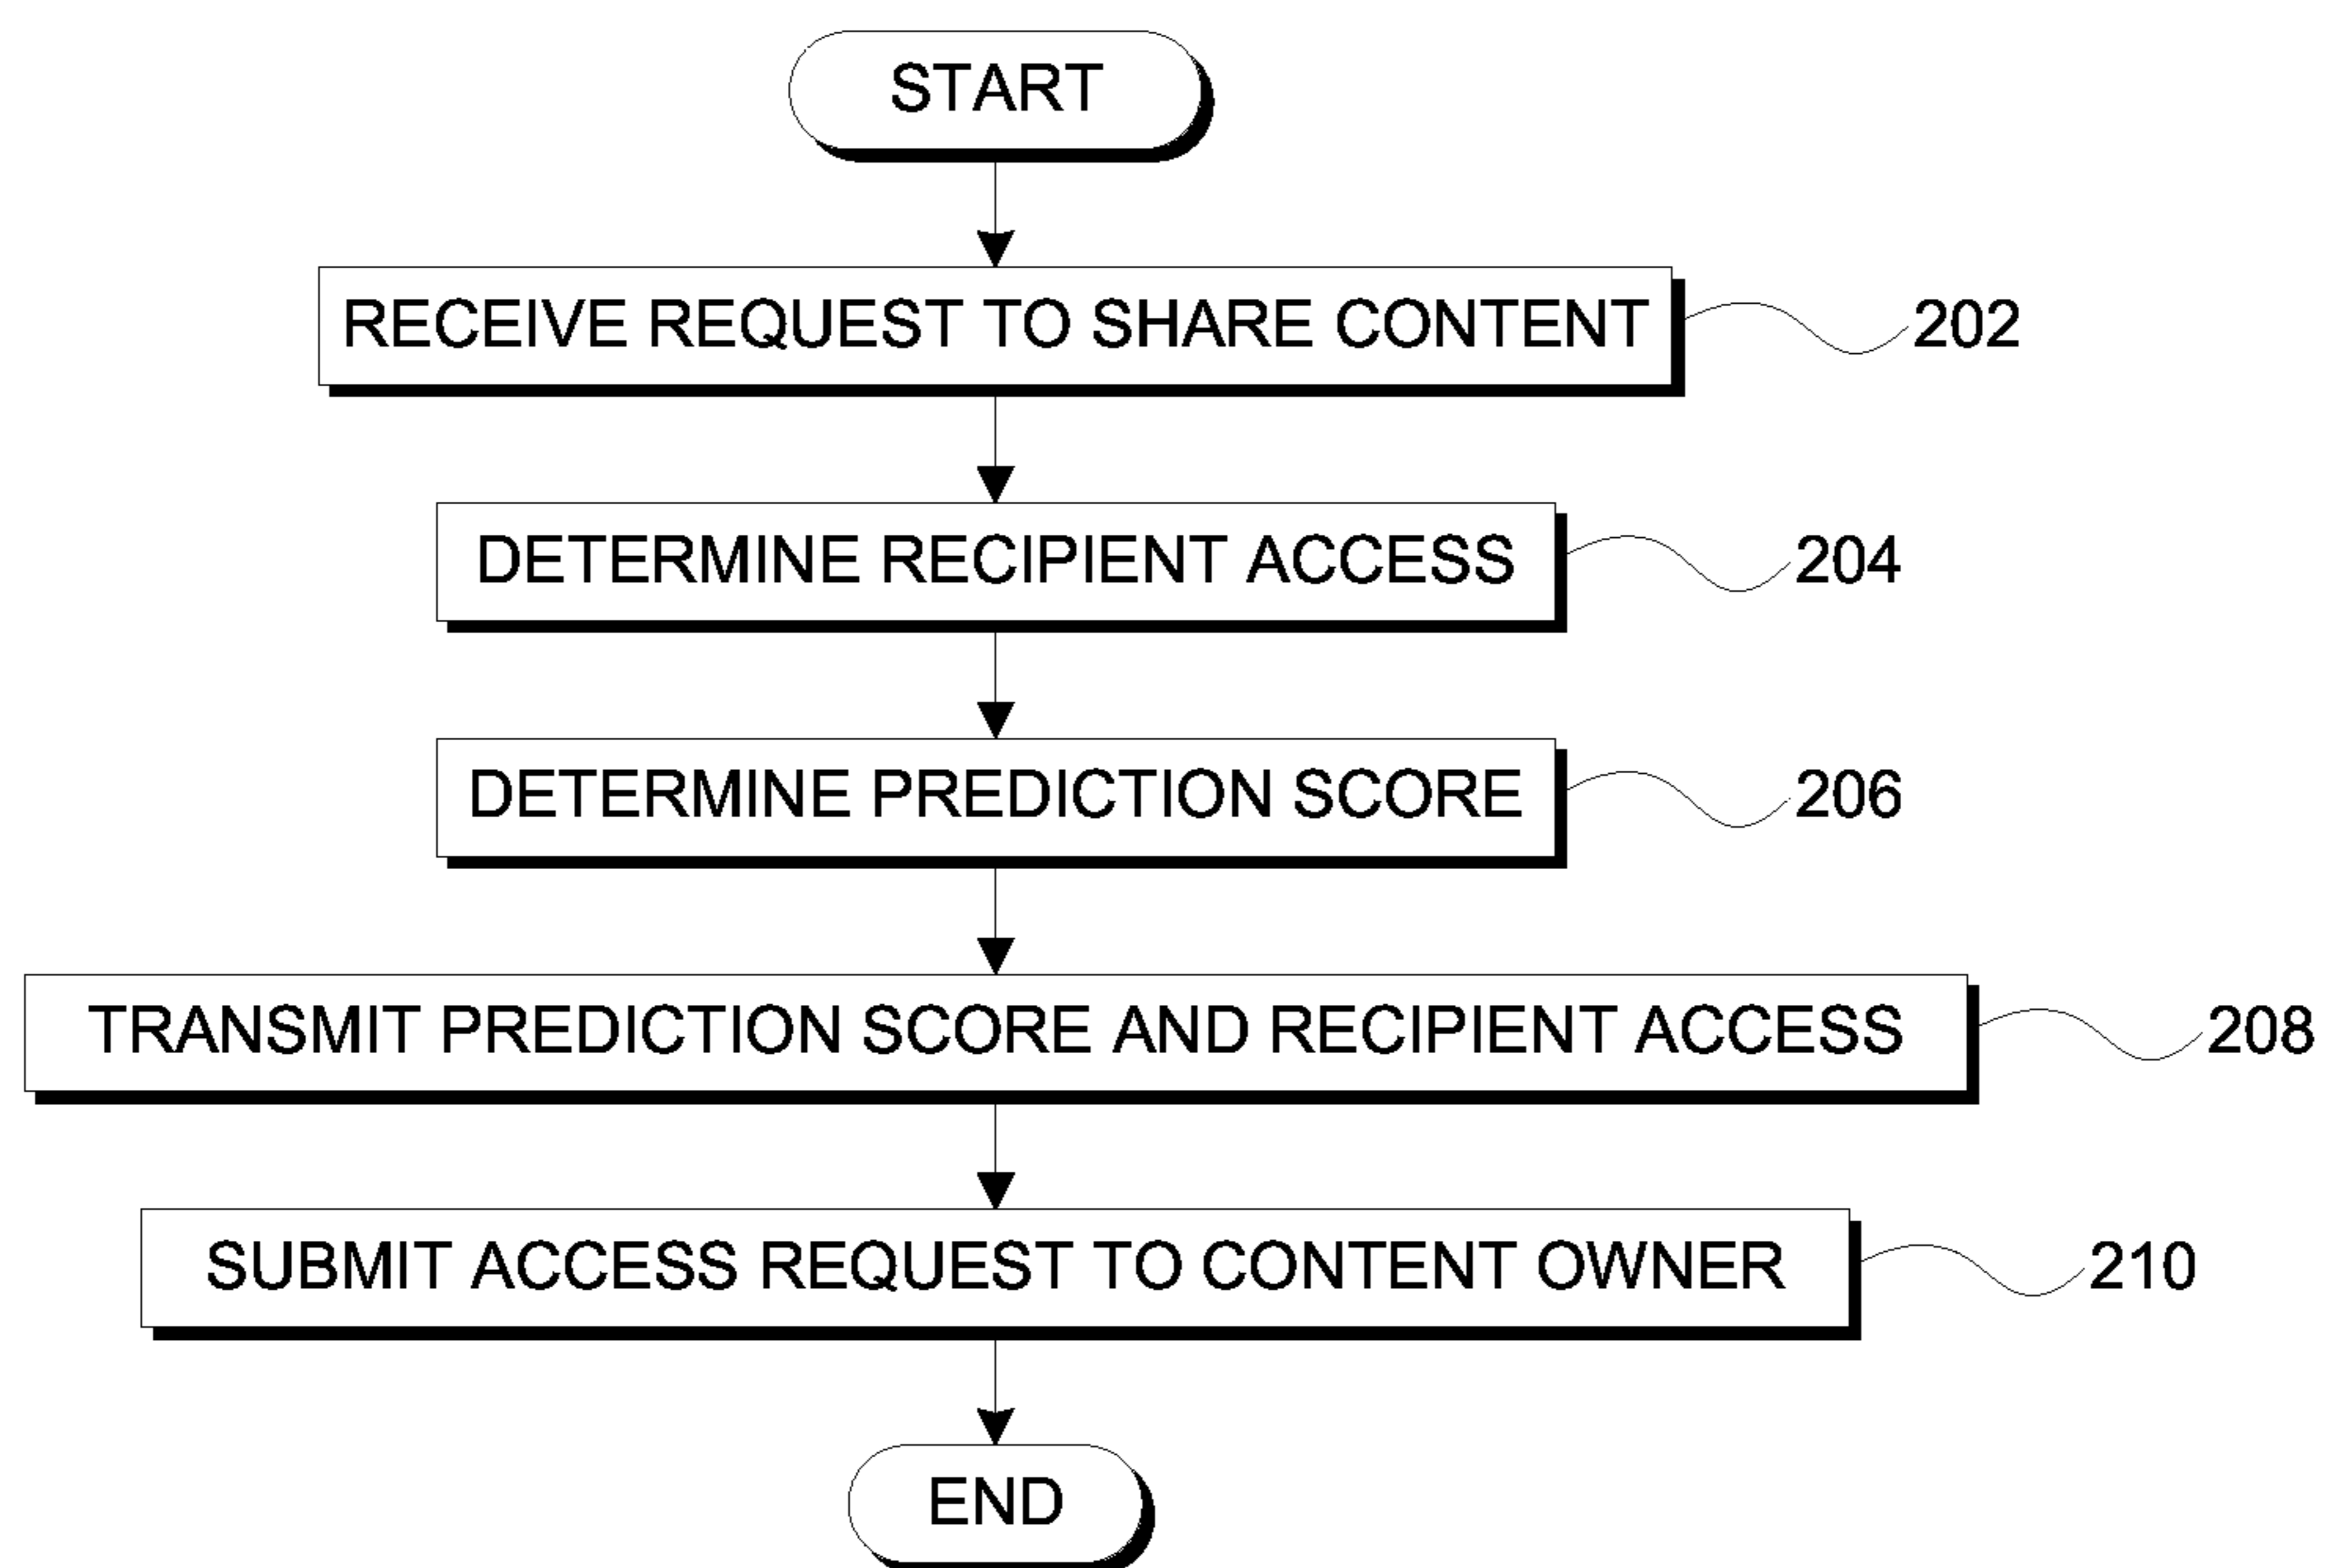 START
RECEIVE REQUEST TO SHARE CONTENT 202
DETERMINE RECIPIENT ACCESS 204
DETERMINE PREDICTION SCORE 206
TRANSMIT PREDICTION SCORE AND RECIPIENT ACCESS 208
SUBMIT ACCESS REQUEST TO CONTENT OWNER 210
END